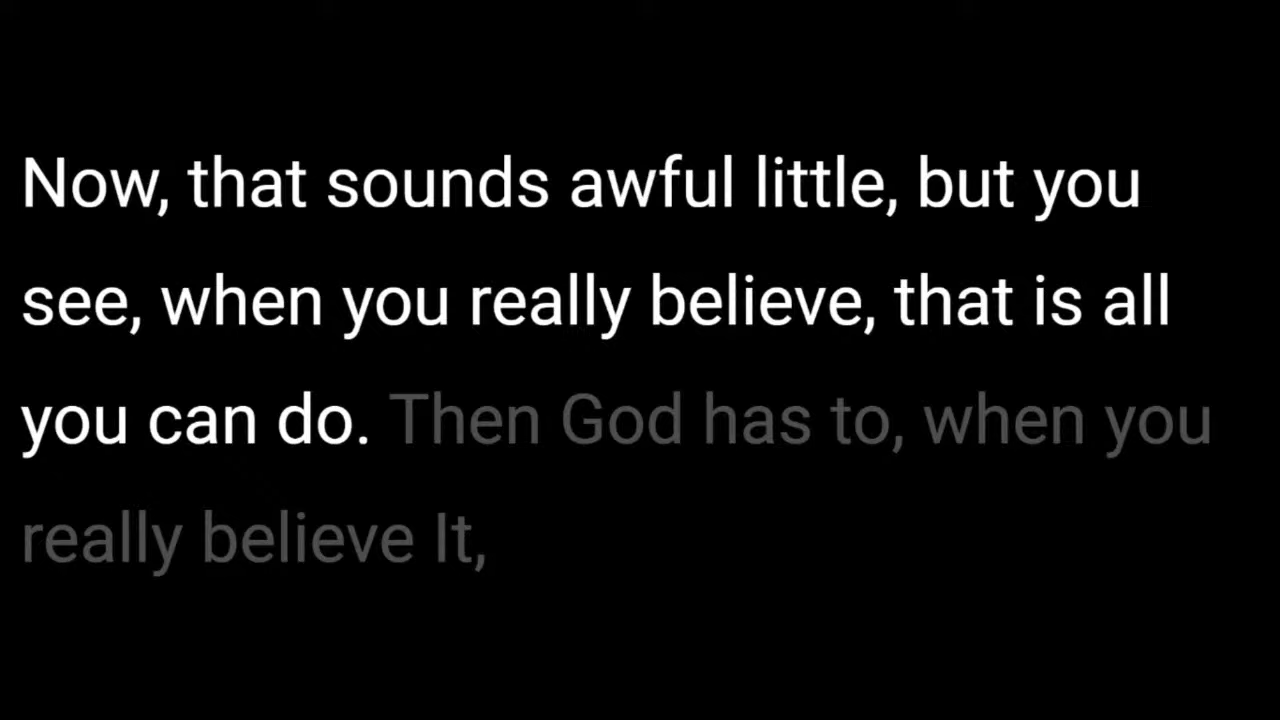 Now, that sounds awful little, but you
see, when you really believe, that is all
you can do. Then God has to, when you
really believe It,